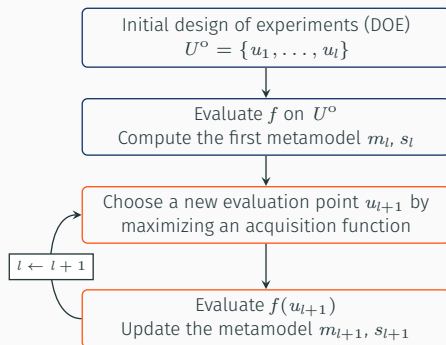 Initial design of experiments (DOE)
U° = {u₁, . . . , uₗ}
Evaluate f on U°
Compute the first metamodel mₗ, sₗ
Choose a new evaluation point uₗ₊₁ by
maximizing an acquisition function
l ← l + 1
Evaluate f(uₗ₊₁)
Update the metamodel mₗ₊₁, sₗ₊₁